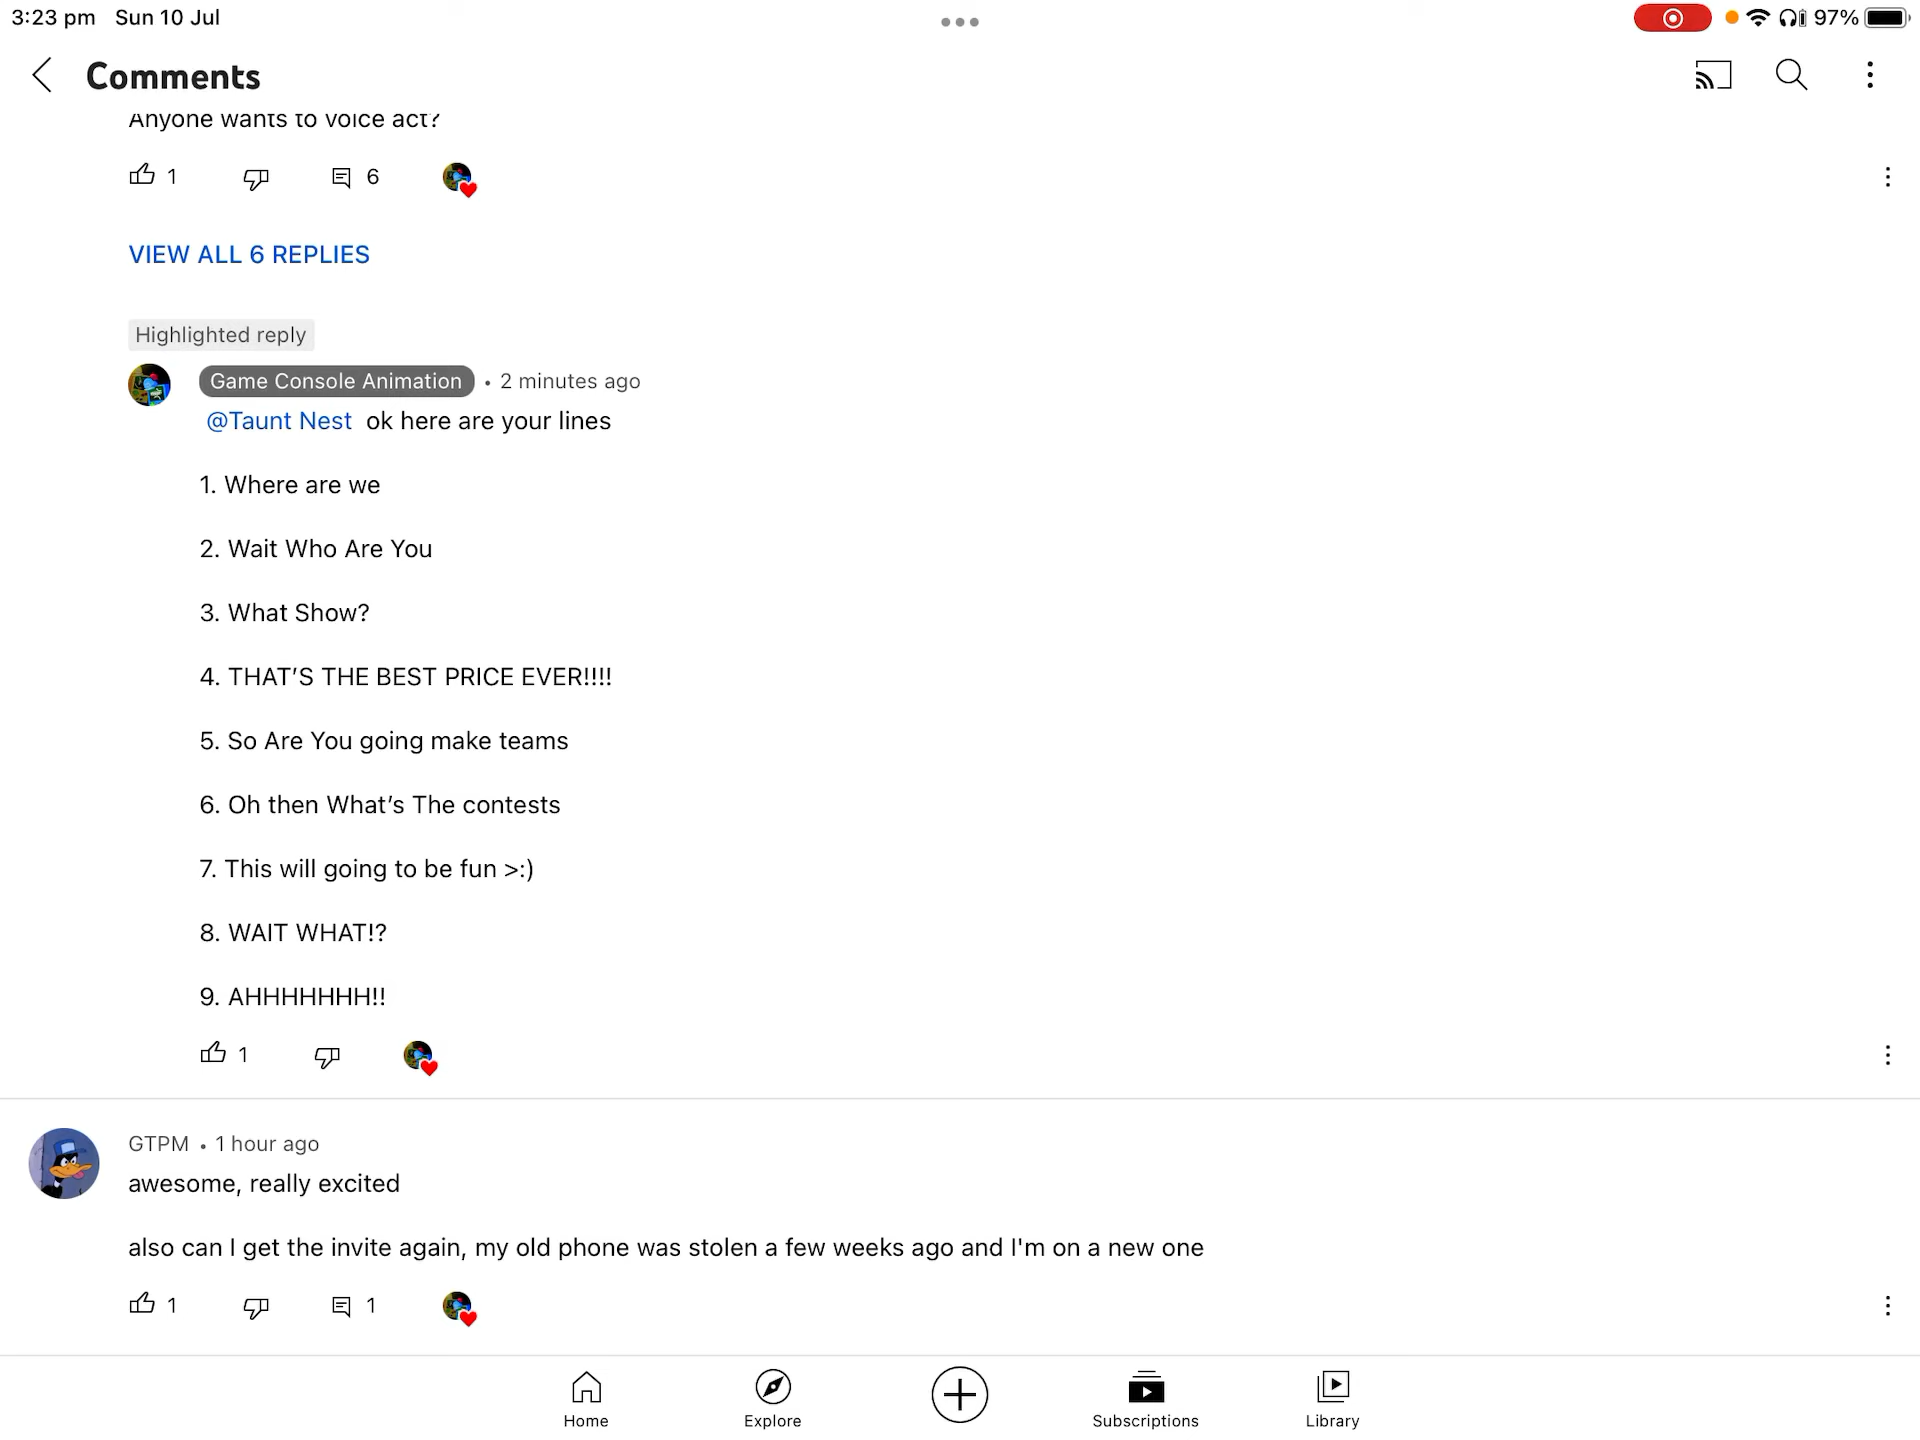 3:23 pm Sun 10 Jul
97%
Comments
Anyone wants to voice act?
1
6
VIEW ALL 6 REPLIES
Highlighted reply
Game Console Animation • 2 minutes ago
@Taunt Nest ok here are your lines
1. Where are we
2. Wait Who Are You
3. What Show?
4. THAT'S THE BEST PRICE EVER!!!!
5. So Are You going make teams
6. Oh then What's The contests
7. This will going to be fun >:)
8. WAIT WHAT!?
9. AHHHHHHH!!
1
GTPM • 1 hour ago
awesome, really excited
also can I get the invite again, my old phone was stolen a few weeks ago and I'm on a new one
1
1
Home
Explore
Subscriptions
Library